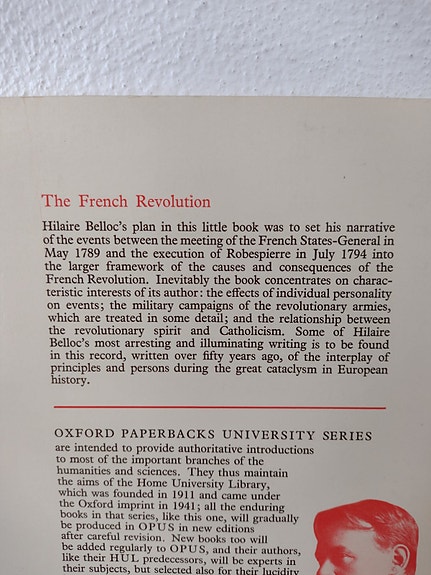 The French Revolution
Hilaire Belloc's plan in this little book was to set his narrative
of the events between the meeting of the French States-General in
May 1789 and the execution of Robespierre in July 1794 into
the larger framework of the causes and consequences of the
French Revolution. Inevitably the book concentrates on charac-
teristic interests of its author : the effects of individual personality
on events; the military campaigns of the revolutionary armies,
which are treated in some detail; and the relationship between
the revolutionary spirit and Catholicism. Some of Hilaire
Belloc's most arresting and illuminating writing is to be found
in this record, written over fifty years ago, of the interplay of
principles and persons during the great cataclysm in European
history.
OXFORD PAPERBACKS UNIVERSITY SERIES
are intended to provide authoritative introductions
to most of the important branches of the
humanities and sciences. They thus maintain
the aims of the Home University Library,
which was founded in 1911 and came under
the Oxford imprint in 1941; all the enduring
books in that series, like this one, will gradually
be produced in OPUS in new editions
after careful revision. New books too will
be added regularly to OPUS, and their authors,
like their HUL predecessors, will be experts in
their subjects, but selected also for their lucidity